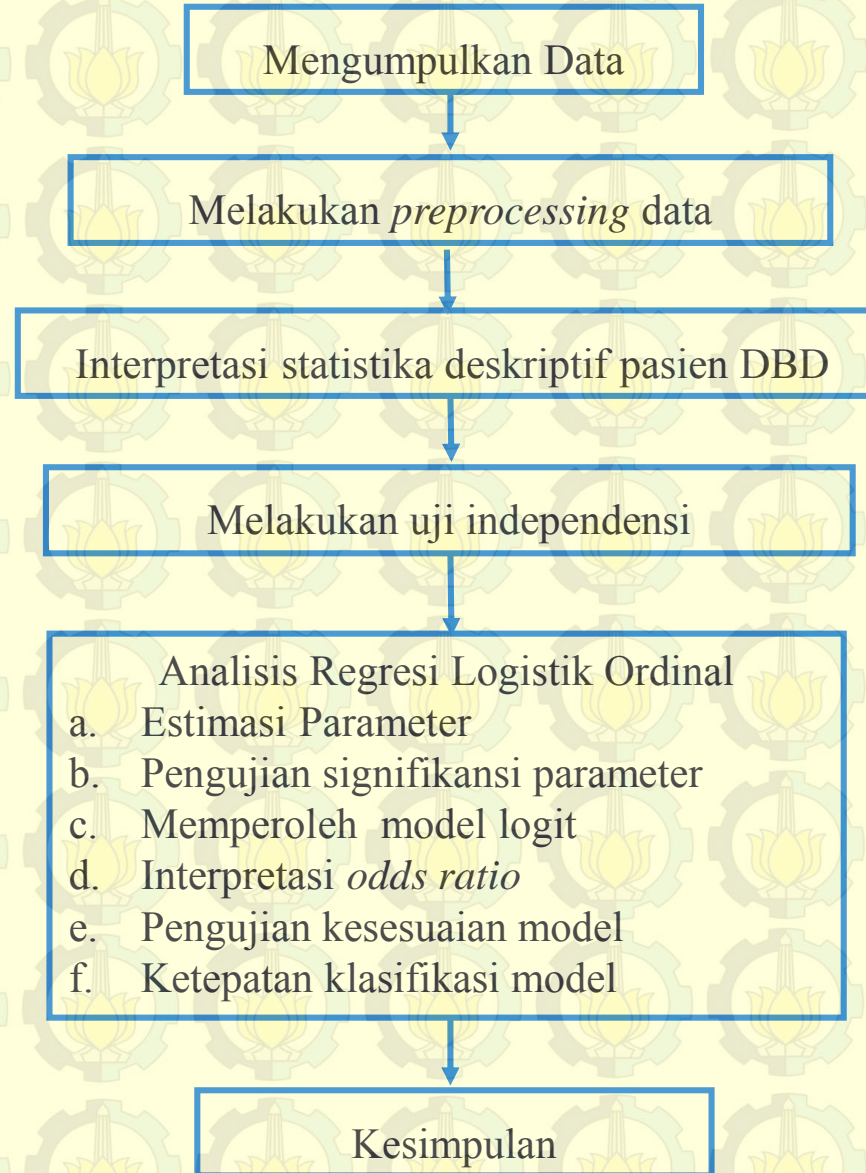 Mengumpulkan Data
Melakukan preprocessing data
Interpretasi statistika deskriptif pasien DBD
Melakukan uji independensi
Analisis Regresi Logistik Ordinal
a. Estimasi Parameter
b. Pengujian signifikansi parameter
c. Memperoleh model logit
d. Interpretasi odds ratio
e. Pengujian kesesuaian model
f. Ketepatan klasifikasi model
Kesimpulan